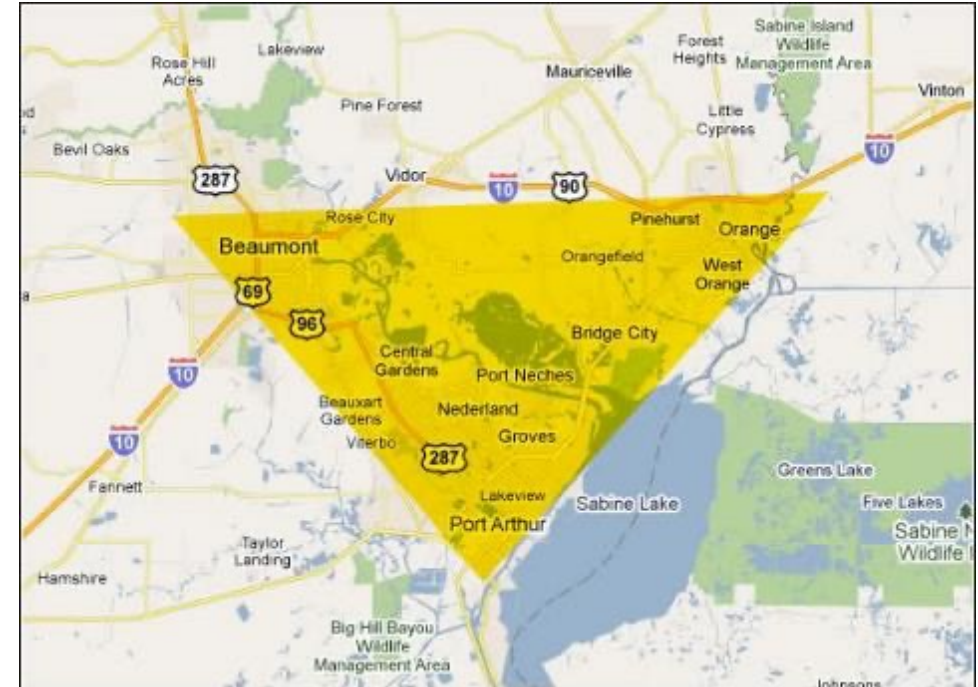 Sabine Island
Wildlife
Management Area
Forest
Heights
Lakeview
Rose Hill
Acres
Mauriceville
Vinton
Pine Forest
Little
Cypress
Bevil Oaks
10
Vidor
287
10
90
Rose City
Pinehurst
Orange
Beaumont
Orangefield
West
Orange
69
96
Bridge City
Central
Gardens
10
Port Neches
Beauxart
Gardens
Nederland
Viterbo
Groves
10
287
Greens Lake
Fannett
Lakeview
Sabine Lake
Five Lakes
Port Arthur
Sabine N
Wildlife
Taylor
Landing
Hamshire
Big Hill Bayou
Wildlife
Management Area
Johnsons